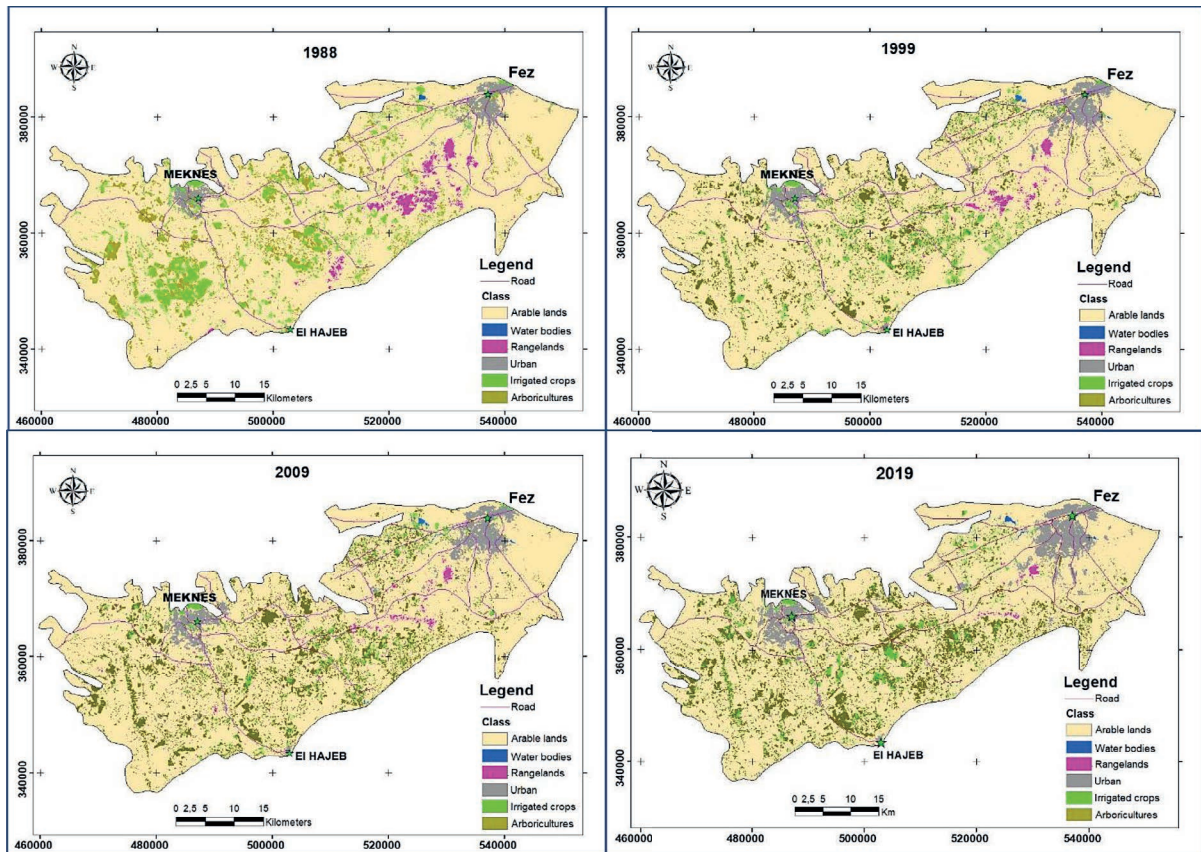 1988
N
W E
S
Fez
380000
MEKNES
360000
Legend
Road
Class
Arable lands
Water bodies
Rangelands
Urban
Irrigated crops
Arboricultures
El HAJEB
340000
0 2,5 5 10 15
Kilometers
460000 480000 500000 520000 540000
1999
N
W E
S
Fez
380000
MEKNES
360000
Legend
Road
Class
Arable lands
Water bodies
Rangelands
Urban
Irrigated crops
Arboricultures
El HAJEB
340000
0 2,5 5 10 15
Kilometers
460000 480000 500000 520000 540000
2009
N
W E
S
Fez
380000
MEKNES
360000
Legend
Road
Class
Arable lands
Water bodies
Rangelands
Urban
Irrigated crops
Arboricultures
El HAJEB
340000
0 2,5 5 10 15
Kilometers
460000 480000 500000 520000 540000
2019
N
W E
S
Fez
380000
MEKNES
360000
Legend
Road
Class
Arable lands
Water bodies
Rangelands
Urban
Irrigated crops
Arboricultures
El HAJEB
340000
0 2,5 5 10 15
Km
460000 480000 500000 520000 540000